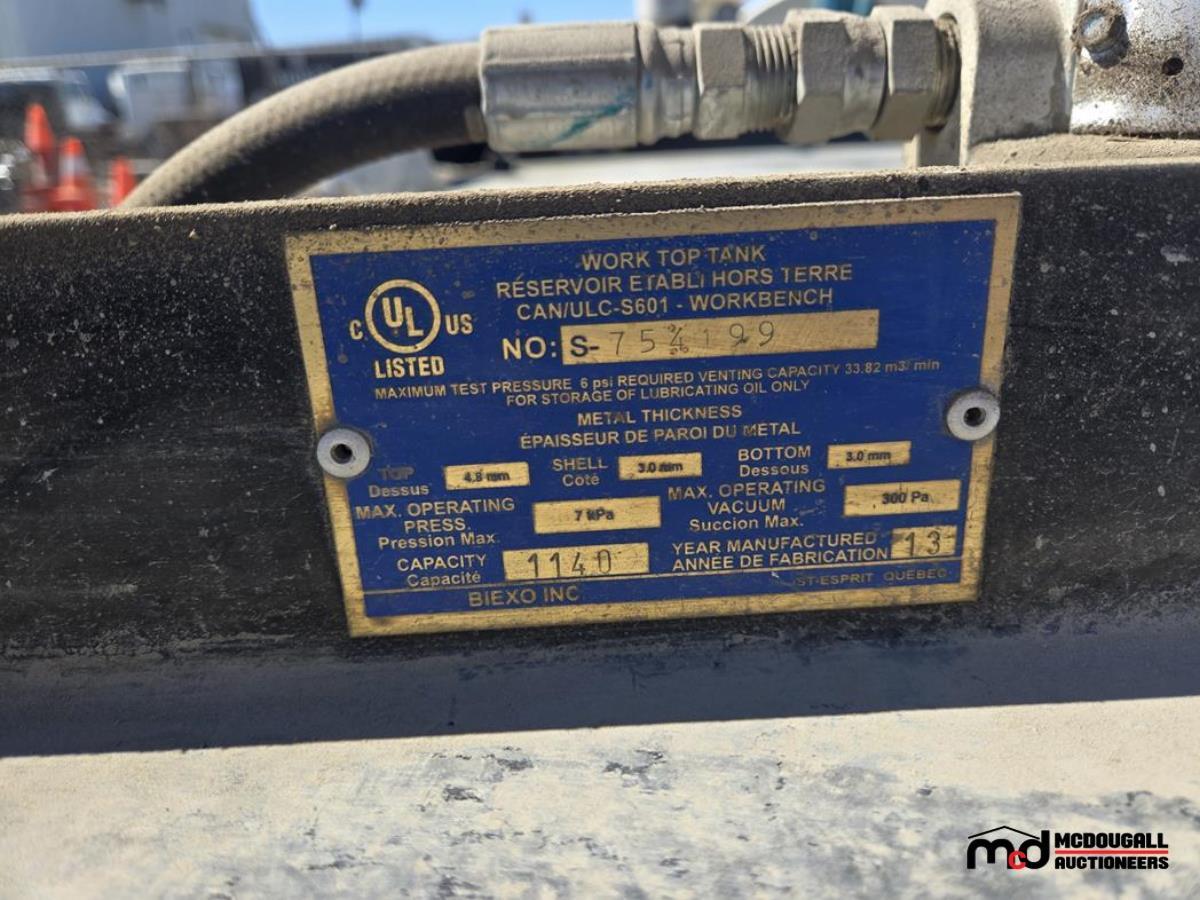 WORK TOP TANK
RÉSERVOIR ETABLI HORS TERRE
CAN/ULC-S601 - WORKBENCH
C UL US
LISTED
NO: S-754199
MAXIMUM TEST PRESSURE 6 psi REQUIRED VENTING CAPACITY 33.82 m3/ min
FOR STORAGE OF LUBRICATING OIL ONLY
METAL THICKNESS
ÉPAISSEUR DE PAROI DU METAL
TOP
Dessus
4.8 mm
SHELL
Coté
3.0 mm
BOTTOM
Dessous
3.0 mm
MAX. OPERATING
PRESS.
Pression Max.
7 kPa
MAX. OPERATING
VACUUM
Succion Max.
300 Pa
CAPACITY
Capacité
1140
YEAR MANUFACTURED
ANNÉE DE FABRICATION
13
BIEXO INC
ST-ESPRIT QUEBEC
mcd MCDOUGALL
AUCTIONEERS